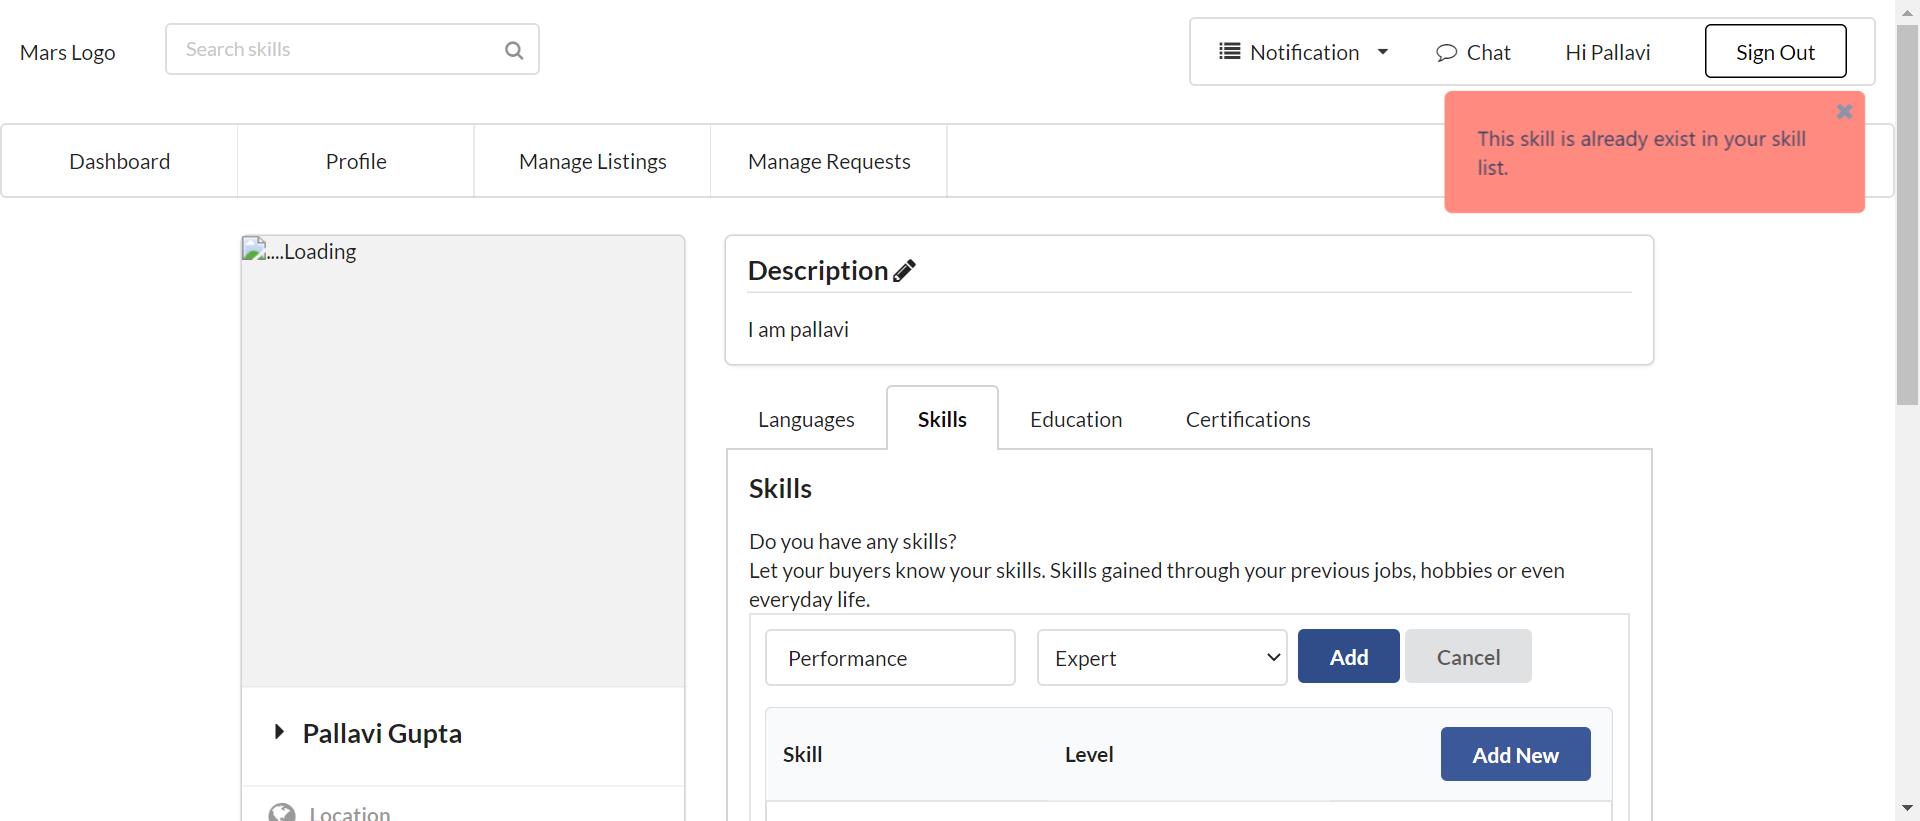 Mars Logo
Search skills
Notification
Chat
Hi Pallavi
Sign Out
This skill is already exist in your skill
list.
Dashboard
Profile
Manage Listings
Manage Requests
....Loading
Description
I am pallavi
Languages
Skills
Education
Certifications
Skills
Do you have any skills?
Let your buyers know your skills. Skills gained through your previous jobs, hobbies or even
everyday life.
Performance
Expert
Add
Cancel
Skill
Level
Add New
Pallavi Gupta
Location